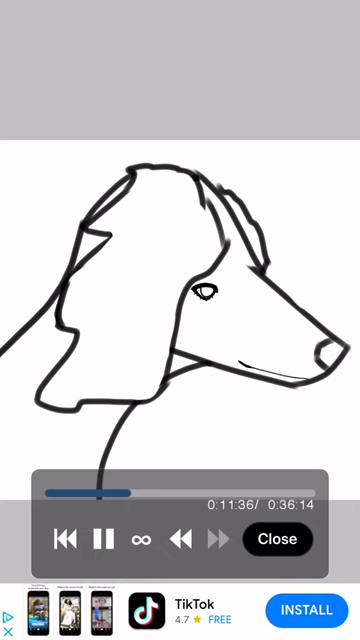 0:11:36/ 0:36:14
Close
TikTok
4.7 ★ FREE
INSTALL